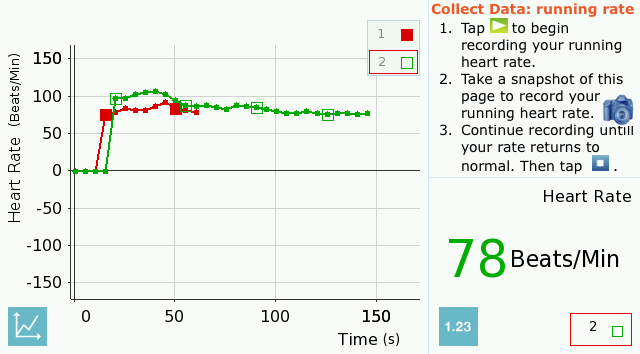 Collect Data: running rate
1. Tap to begin
recording your running
heart rate.
2. Take a snapshot of this
page to record your
running heart rate.
3. Continue recording untill
your rate returns to
normal. Then tap .
1
2
150
100
50
0
-50
-100
-150
Heart Rate (Beats/Min)
0 50 100 150
Time (s)
Heart Rate
78 Beats/Min
1.23
2